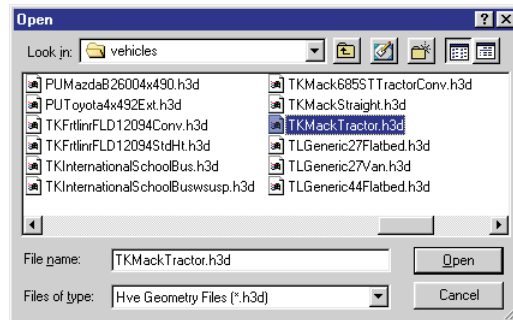 Open
Look in: vehicles
PUMazdaB26004x490.h3d
PUToyota4x492Ext.h3d
TKFrtlinrFLD12094Conv.h3d
TKFrtlinrFLD12094StdHt.h3d
TKInternationalSchoolBus.h3d
TKInternationalSchoolBuswsusp.h3d
TKMack685STTractorConv.h3d
TKMackStraight.h3d
TKMackTractor.h3d
TLGeneric27Flatbed.h3d
TLGeneric27Van.h3d
TLGeneric44Flatbed.h3d
File name: TKMackTractor.h3d Open
Files of type: Hve Geometry Files (*.h3d) Cancel